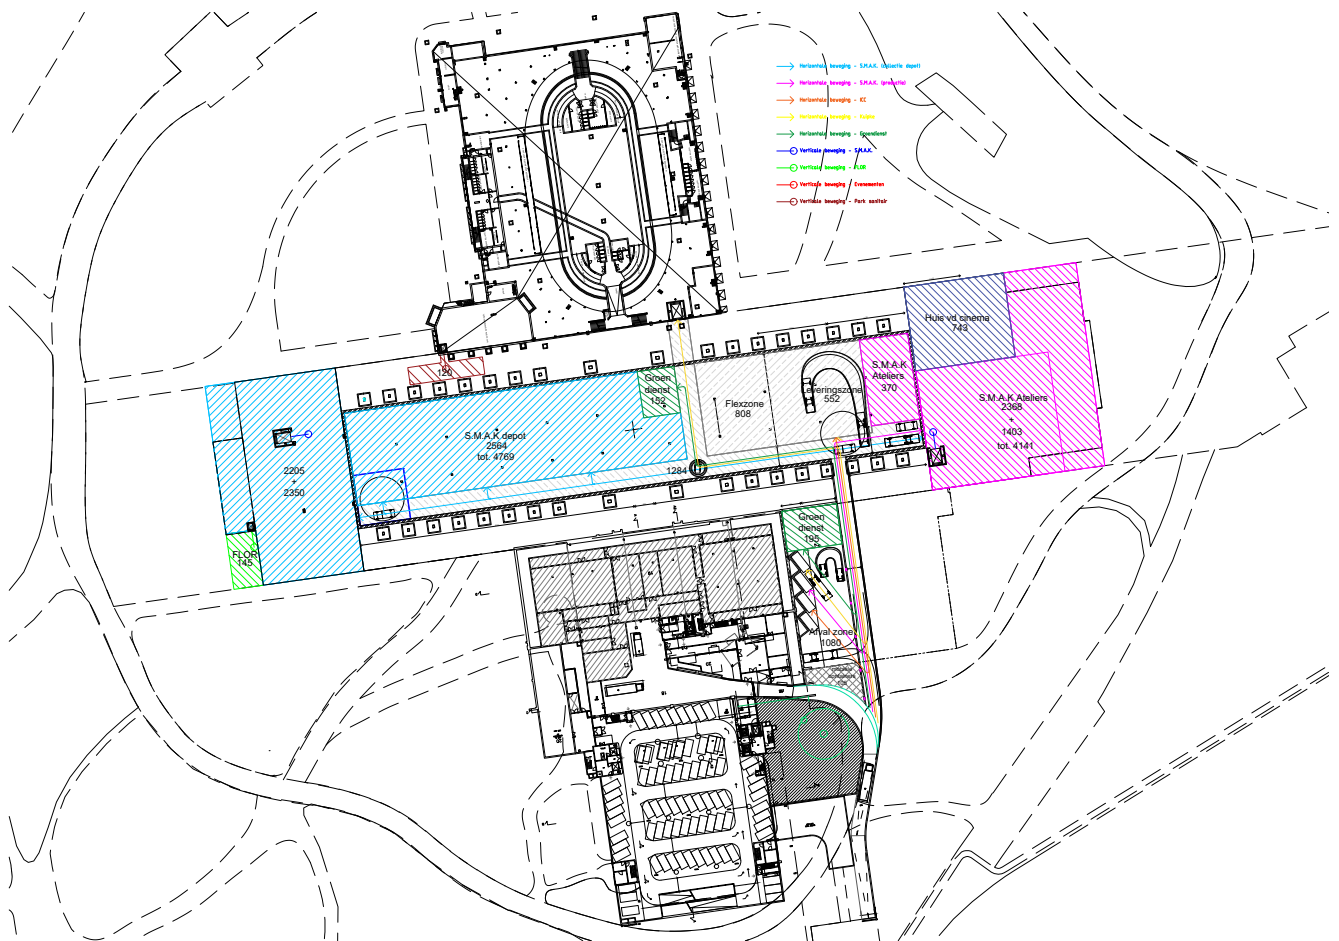 Horizontale beweging - S.M.A.K. (collectie depot)
Horizontale beweging - S.M.A.K. (productie)
Horizontale beweging - ICC
Horizontale beweging -
Horizontale beweging - Groendienst
Verticale beweging - S.M.A.K.
Verticale beweging - FLOR
Verticale beweging - Evenementen
Verticale beweging - Park sanitair
Huis vd cinema
743
120
S.M.A.K
Ateliers
370
Groen
dienst
152
Leveringszone
552
Flexzone
808
S.M.A.K Ateliers
2368
1403
tot. 4141
S.M.A.K depot
2564
tot. 4769
2205
+
2350
1284
Groen
dienst
195
FLOR
145
Afval zone
1080